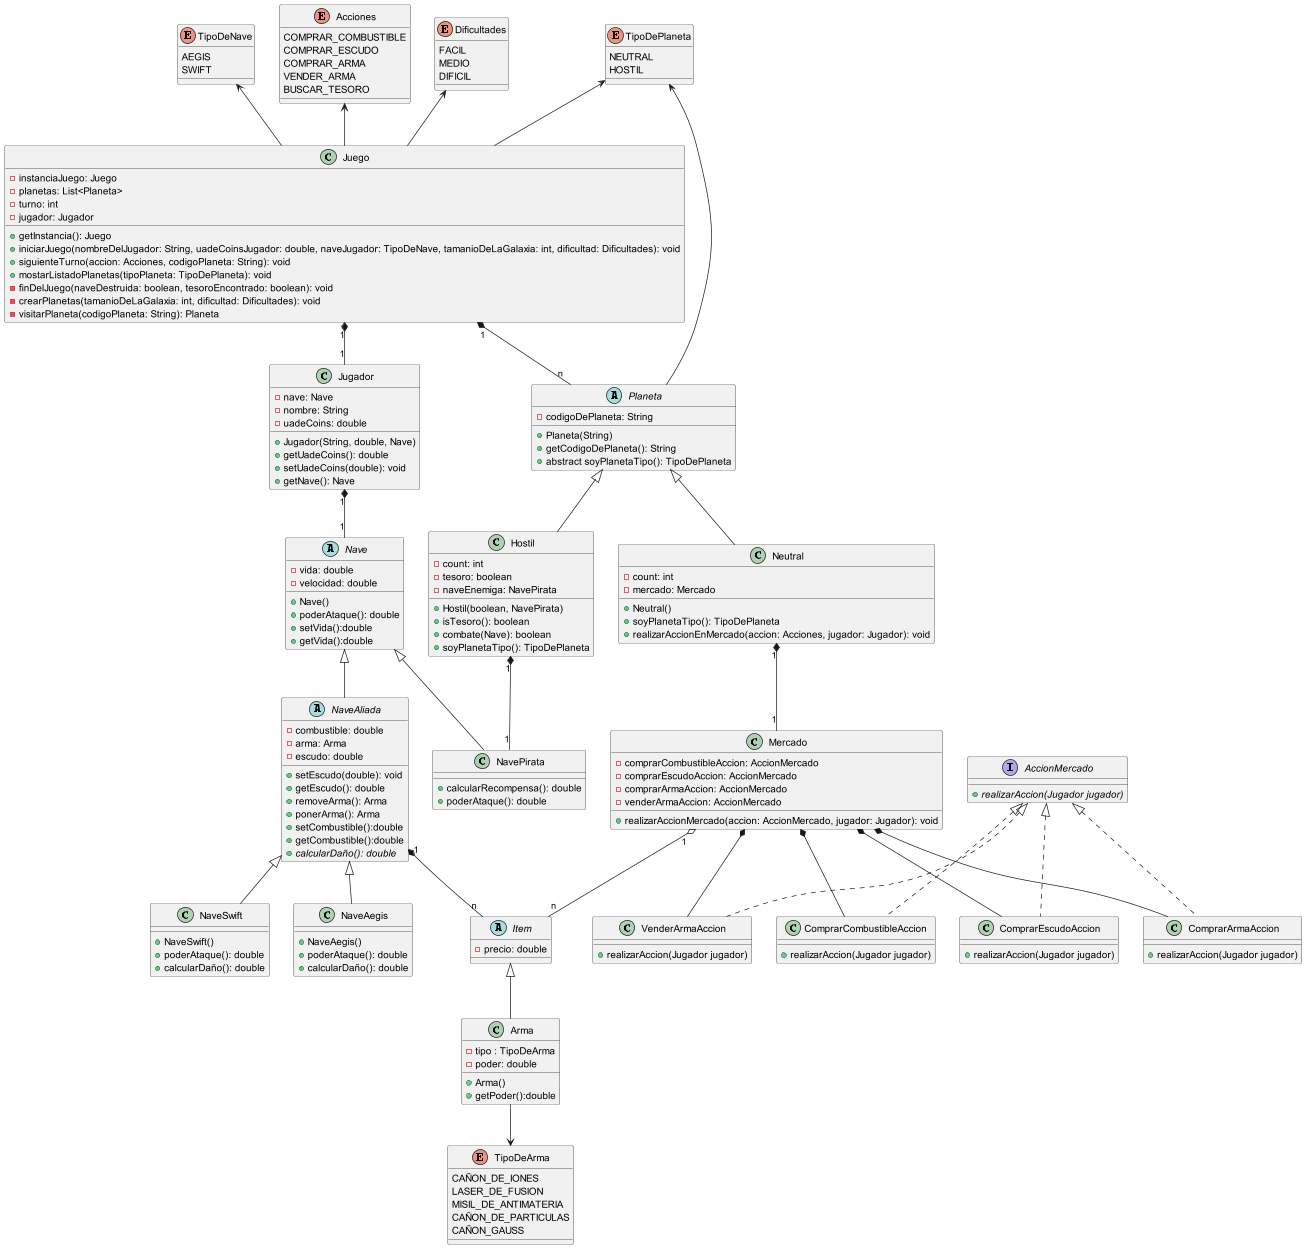 E TipoDeNave
AEGIS
SWIFT
E Acciones
COMPRAR_COMBUSTIBLE
COMPRAR_ESCUDO
COMPRAR_ARMA
VENDER_ARMA
BUSCAR_TESORO
E Dificultades
FACIL
MEDIO
DIFICIL
E TipoDePlaneta
NEUTRAL
HOSTIL
C Juego
instanciaJuego: Juego
planetas: List<Planeta>
turno: int
jugador: Jugador
getInstancia(): Juego
iniciarJuego(nombreDelJugador: String, uadeCoinsJugador: double, naveJugador: TipoDeNave, tamanioDeLaGalaxia: int, dificultad: Dificultades): void
siguienteTurno(accion: Acciones, codigoPlaneta: String): void
mostarListadoPlanetas(tipoPlaneta: TipoDePlaneta): void
finDelJuego(naveDestruida: boolean, tesoroEncontrado: boolean): void
crearPlanetas(tamanioDeLaGalaxia: int, dificultad: Dificultades): void
visitarPlaneta(codigoPlaneta: String): Planeta
1
1
1
n
C Jugador
nave: Nave
nombre: String
uadeCoins: double
Jugador(String, double, Nave)
getUadeCoins(): double
setUadeCoins(double): void
getNave(): Nave
A Planeta
codigoDePlaneta: String
Planeta(String)
getCodigoDePlaneta(): String
abstract soyPlanetaTipo(): TipoDePlaneta
1
1
A Nave
vida: double
velocidad: double
Nave()
poderAtaque(): double
setVida():double
getVida():double
C Hostil
count: int
tesoro: boolean
naveEnemiga: NavePirata
Hostil(boolean, NavePirata)
isTesoro(): boolean
combate(Nave): boolean
soyPlanetaTipo(): TipoDePlaneta
C Neutral
count: int
mercado: Mercado
Neutral()
soyPlanetaTipo(): TipoDePlaneta
realizarAccionEnMercado(accion: Acciones, jugador: Jugador): void
1
1
1
1
A NaveAliada
combustible: double
arma: Arma
escudo: double
setEscudo(double): void
getEscudo(): double
removeArma(): Arma
ponerArma(): Arma
setCombustible():double
getCombustible():double
calcularDaño(): double
C NavePirata
calcularRecompensa(): double
poderAtaque(): double
C Mercado
comprarCombustibleAccion: AccionMercado
comprarEscudoAccion: AccionMercado
comprarArmaAccion: AccionMercado
venderArmaAccion: AccionMercado
realizarAccionMercado(accion: AccionMercado, jugador: Jugador): void
I AccionMercado
realizarAccion(Jugador jugador)
1
n
1
n
C NaveSwift
NaveSwift()
poderAtaque(): double
calcularDaño(): double
C NaveAegis
NaveAegis()
poderAtaque(): double
calcularDaño(): double
A Item
precio: double
C VenderArmaAccion
realizarAccion(Jugador jugador)
C ComprarCombustibleAccion
realizarAccion(Jugador jugador)
C ComprarEscudoAccion
realizarAccion(Jugador jugador)
C ComprarArmaAccion
realizarAccion(Jugador jugador)
C Arma
tipo : TipoDeArma
poder: double
Arma()
getPoder():double
E TipoDeArma
CAÑON_DE_IONES
LASER_DE_FUSION
MISIL_DE_ANTIMATERIA
CAÑON_DE_PARTICULAS
CAÑON_GAUSS